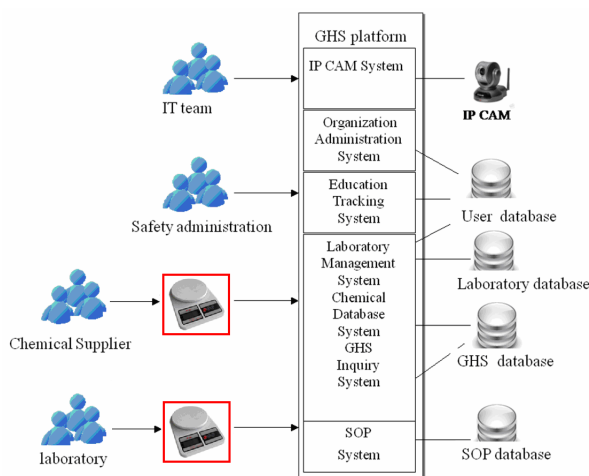 GHS platform
IP CAM System
IT team
IP CAM
Organization
Administration
System
Education
Tracking
System
Safety administration
User database
Laboratory
Management
System
Chemical
Database
System
GHS
Inquiry
System
Laboratory database
Chemical Supplier
GHS database
SOP
System
laboratory
SOP database